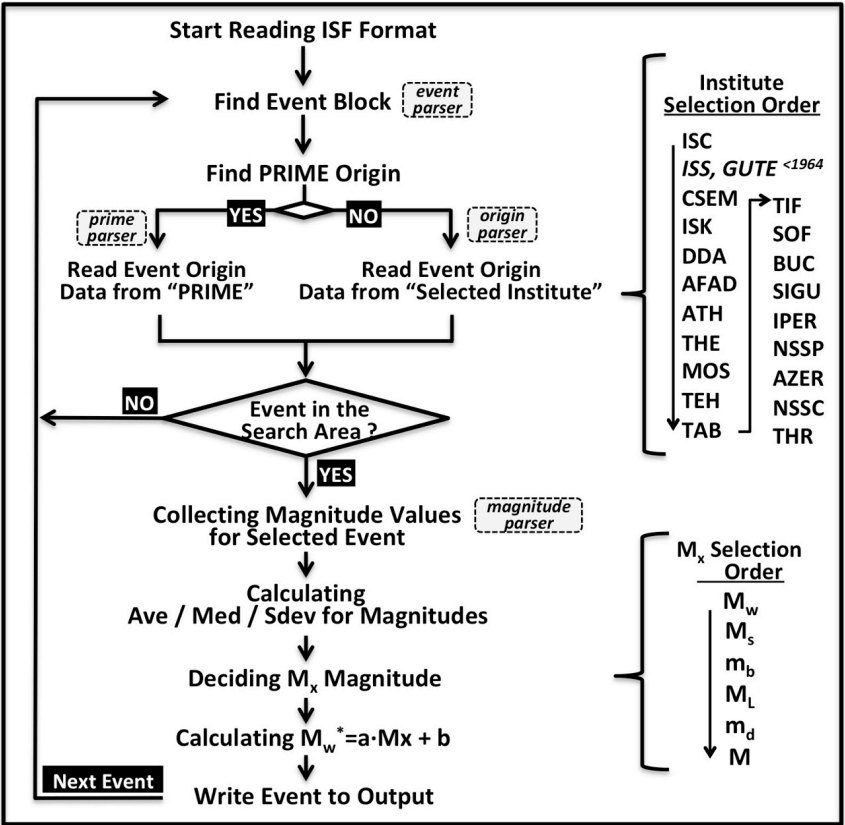 Start Reading ISF Format
Find Event Block
event
parser
Find PRIME Origin
YES
NO
prime
parser
origin
parser
Read Event Origin
Data from “PRIME”
Read Event Origin
Data from “Selected Institute”
NO
Event in the
Search Area ?
YES
Collecting Magnitude Values
for Selected Event
magnitude
parser
Calculating
Ave / Med / Sdev for Magnitudes
Deciding Mx Magnitude
Calculating Mw*=a·Mx + b
Next Event
Write Event to Output
Institute
Selection Order
ISC
ISS, GUTE <1964
CSEM
ISK
DDA
AFAD
ATH
THE
MOS
TEH
TAB
TIF
SOF
BUC
SIGU
IPER
NSSP
AZER
NSSC
THR
Mx Selection
Order
Mw
Ms
mb
ML
md
M